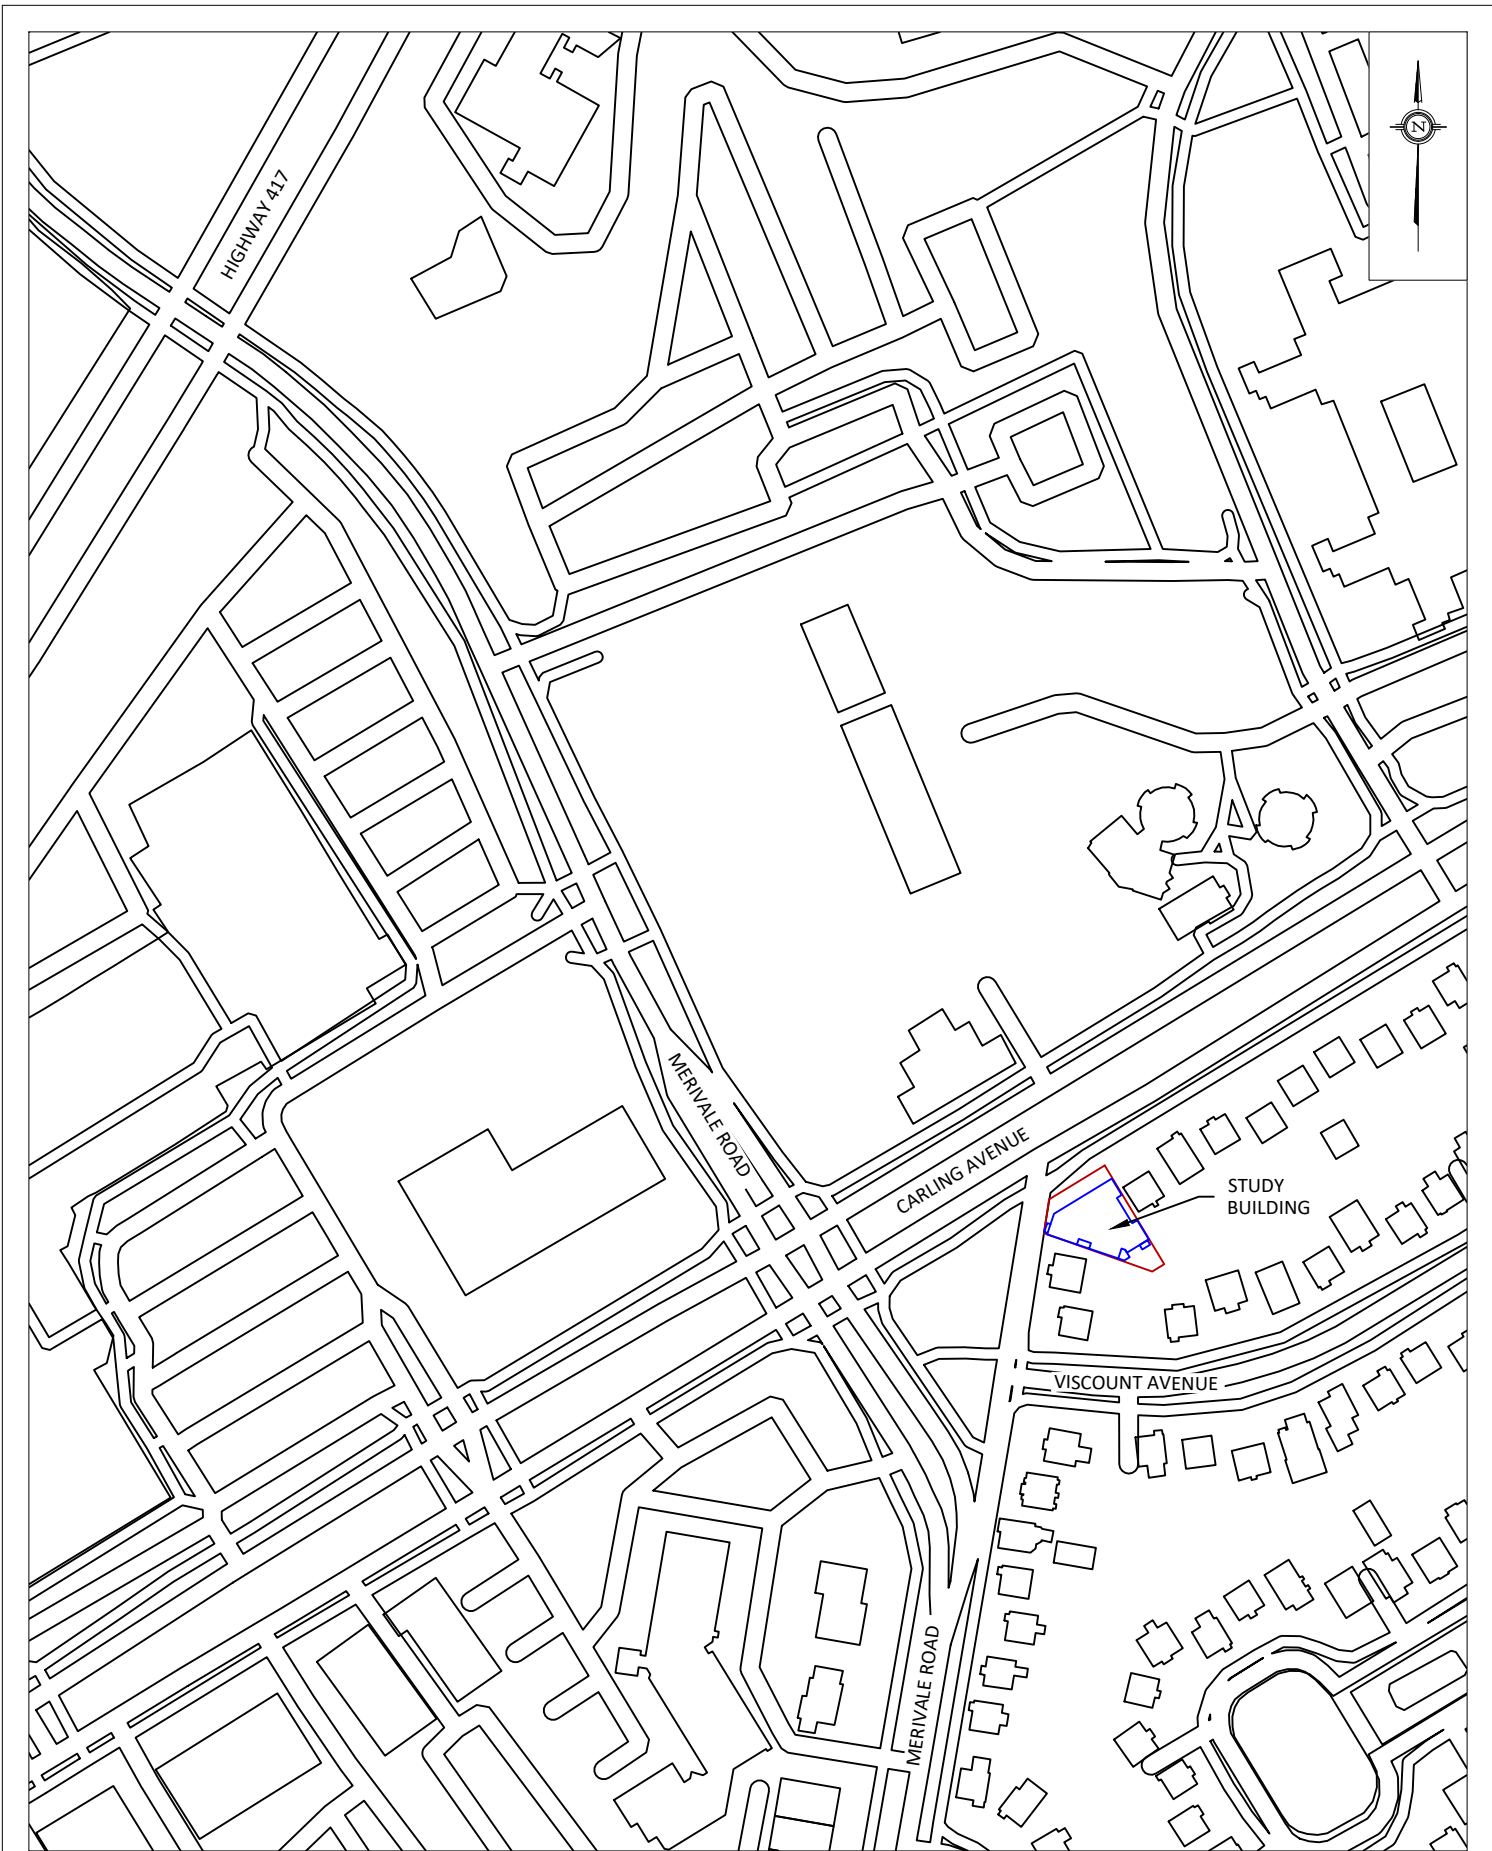 HIGHWAY 417
N
MERIVALE ROAD
CARLING AVENUE
STUDY
BUILDING
VISCOUNT AVENUE
MERIVALE ROAD